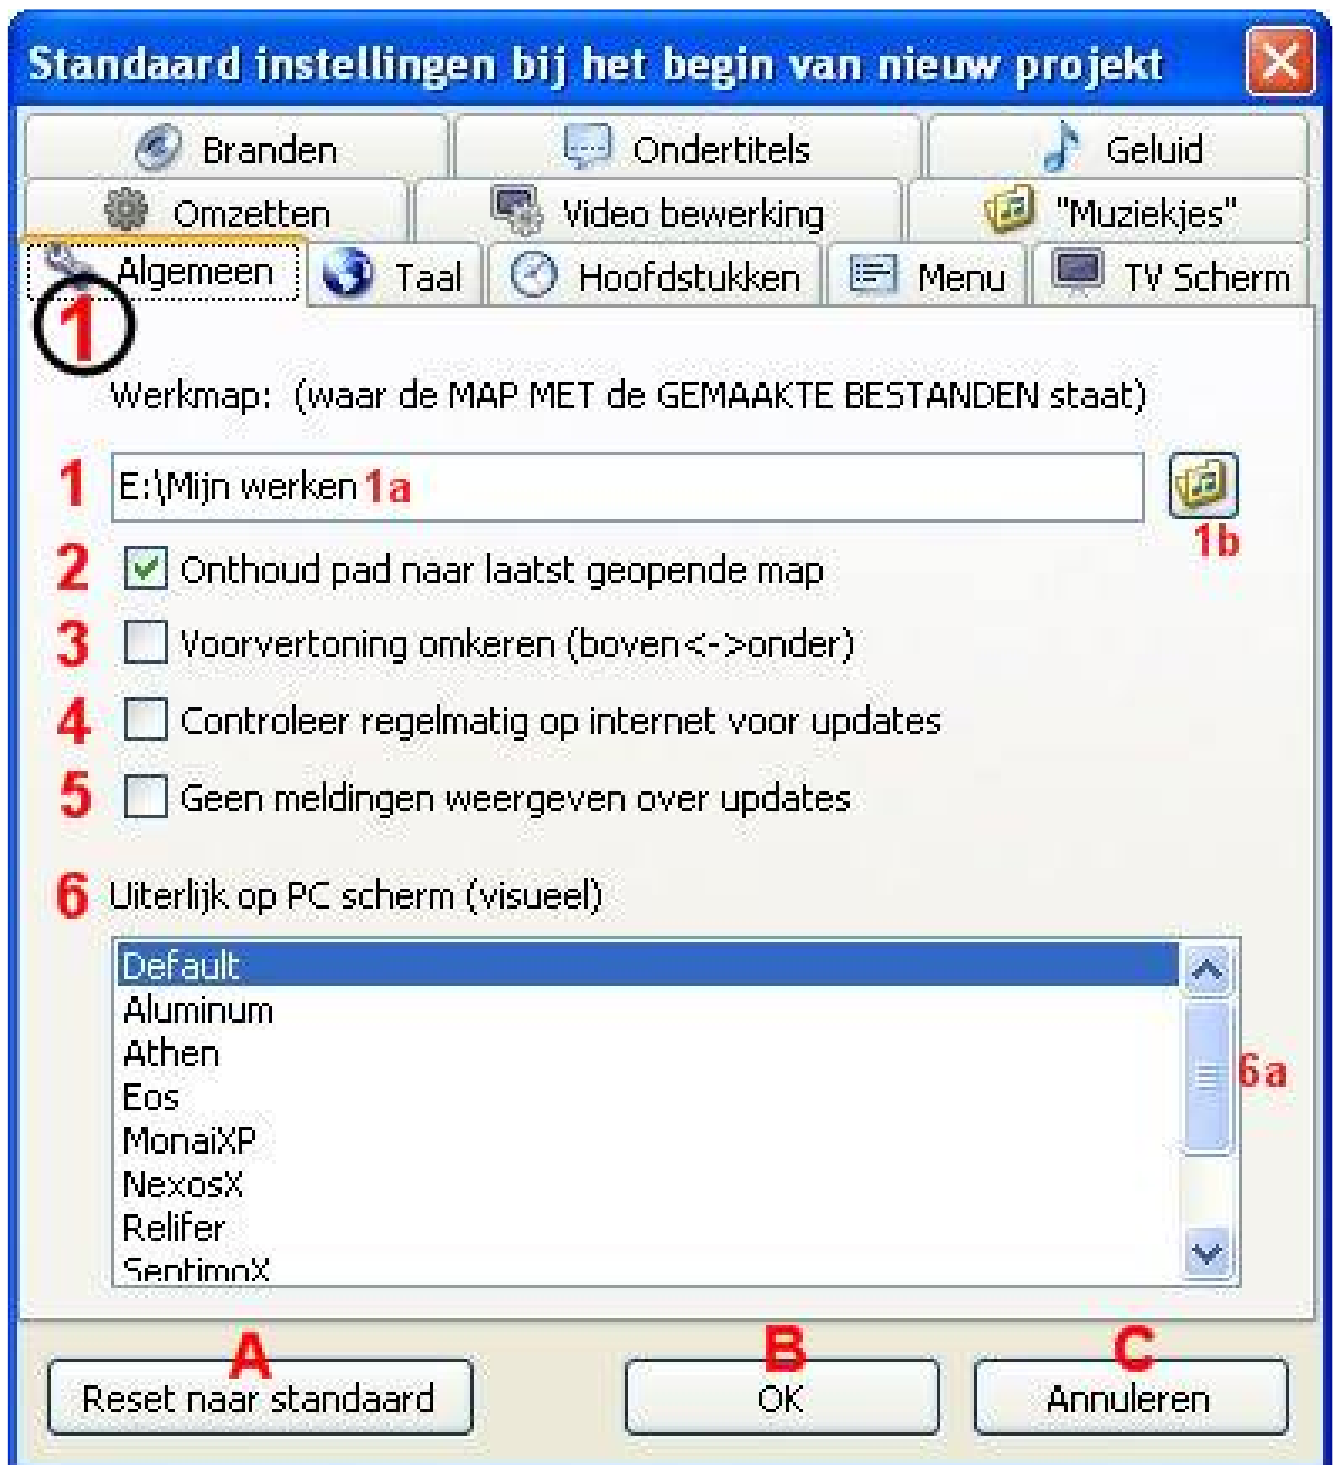 Standaard instellingen bij het begin van nieuw projekt
Branden Ondertitels Geluid
Omzetten Video bewerking "Muziekjes"
Algemeen Taal Hoofdstukken Menu TV Scherm
1
Werkmap: (waar de MAP MET de GEMAAKTE BESTANDEN staat)
1 E:\Mijn werken 1a
1b
2 Onthoud pad naar laatst geopende map
3 Voorvertoning omkeren (boven<->onder)
4 Controleer regelmatig op internet voor updates
5 Geen meldingen weergeven over updates
6 Uiterlijk op PC scherm (visueel)
Default
Aluminum
Athen
6a
Eos
MonaiXP
NexosX
Relifer
SentimoX
A B C
Reset naar standaard OK Annuleren